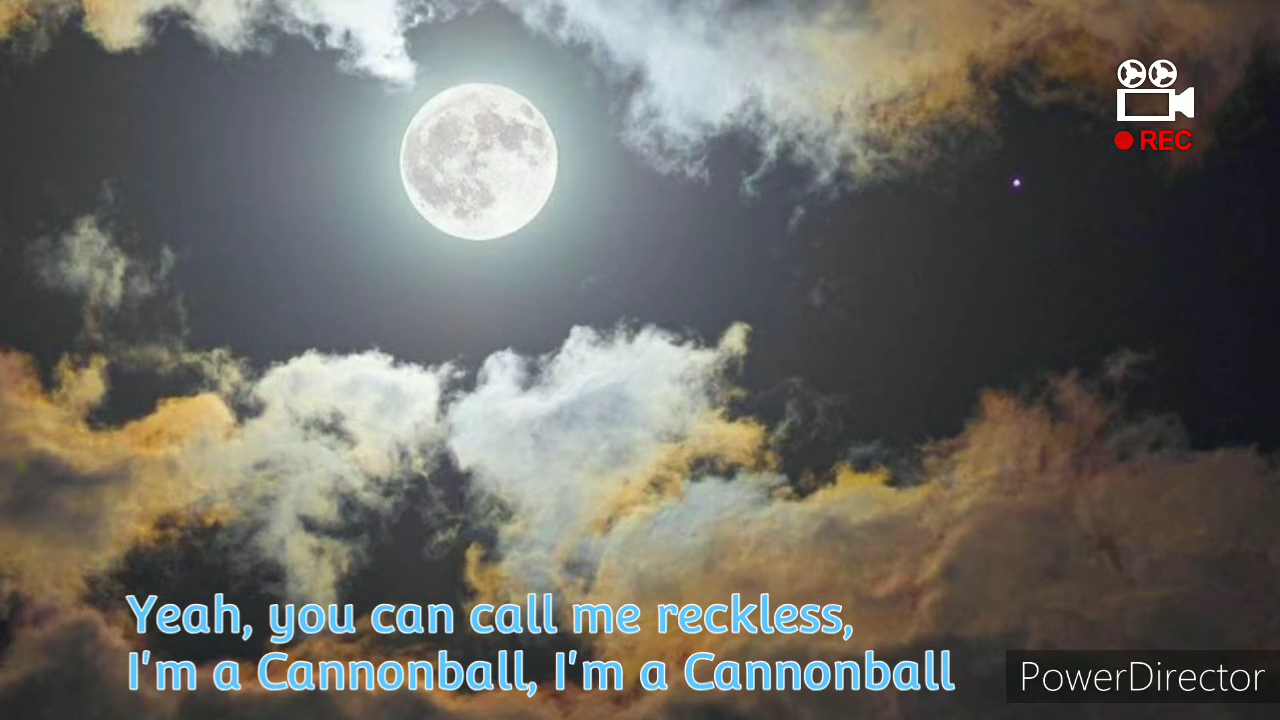 REC
Yeah, you can call me reckless,
I'm a Cannonball, I'm a Cannonball
PowerDirector